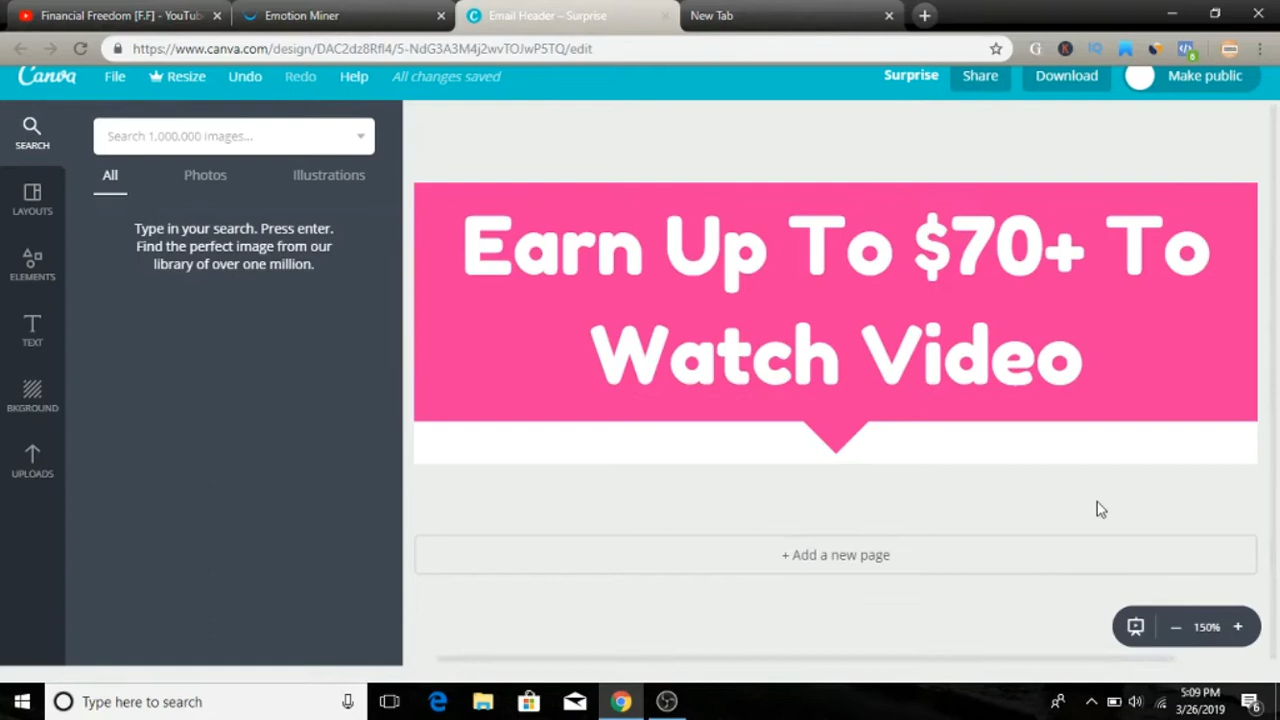 Financial Freedom [F.F] - YouTub
Emotion Miner
Email Header – Surprise
New Tab
https://www.canva.com/design/DAC2dz8Rfl4/5-NdG3A3M4j2wvTOJwP5TQ/edit
Canva
File
Resize
Undo
Redo
Help
All changes saved
Surprise
Share
Download
Make public
SEARCH
LAYOUTS
ELEMENTS
TEXT
BKGROUND
UPLOADS
Search 1,000,000 images...
All
Photos
Illustrations
Type in your search. Press enter.
Find the perfect image from our
library of over one million.
Earn Up To $70+ To
Watch Video
+ Add a new page
150%
Type here to search
5:09 PM
3/26/2019